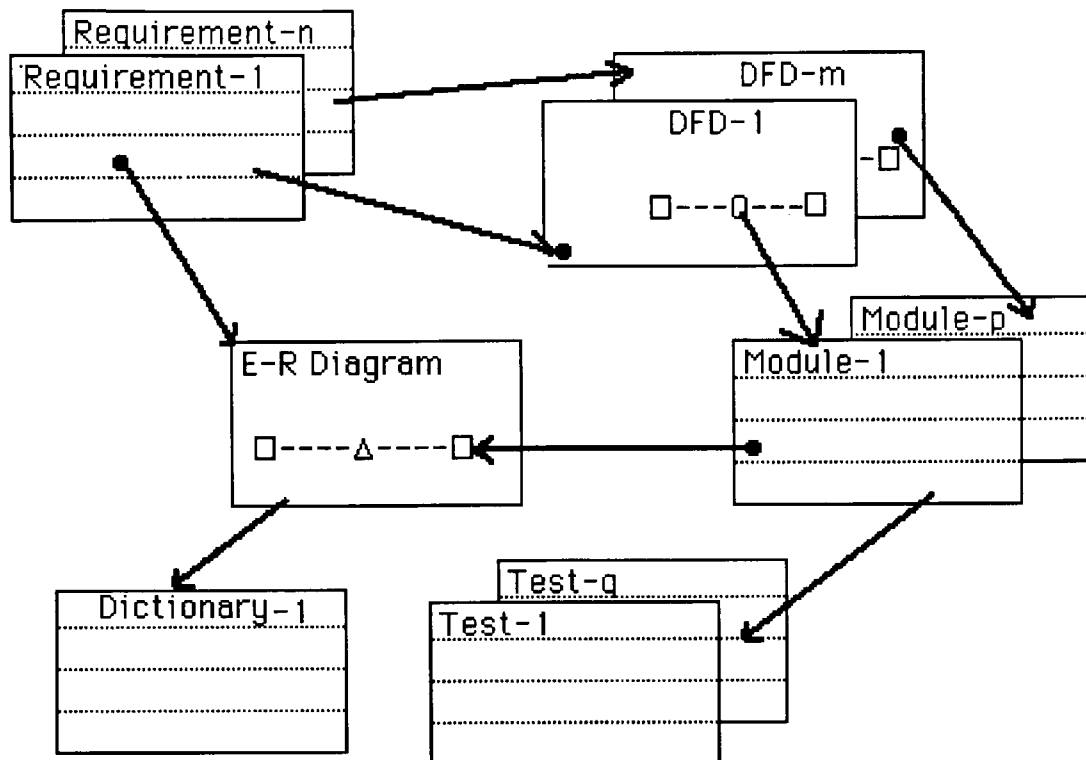 Requirement-n
Requirement-1
DFD-m
DFD-1
Module-p
Module-1
E-R Diagram
Test-q
Test-1
Dictionary-1